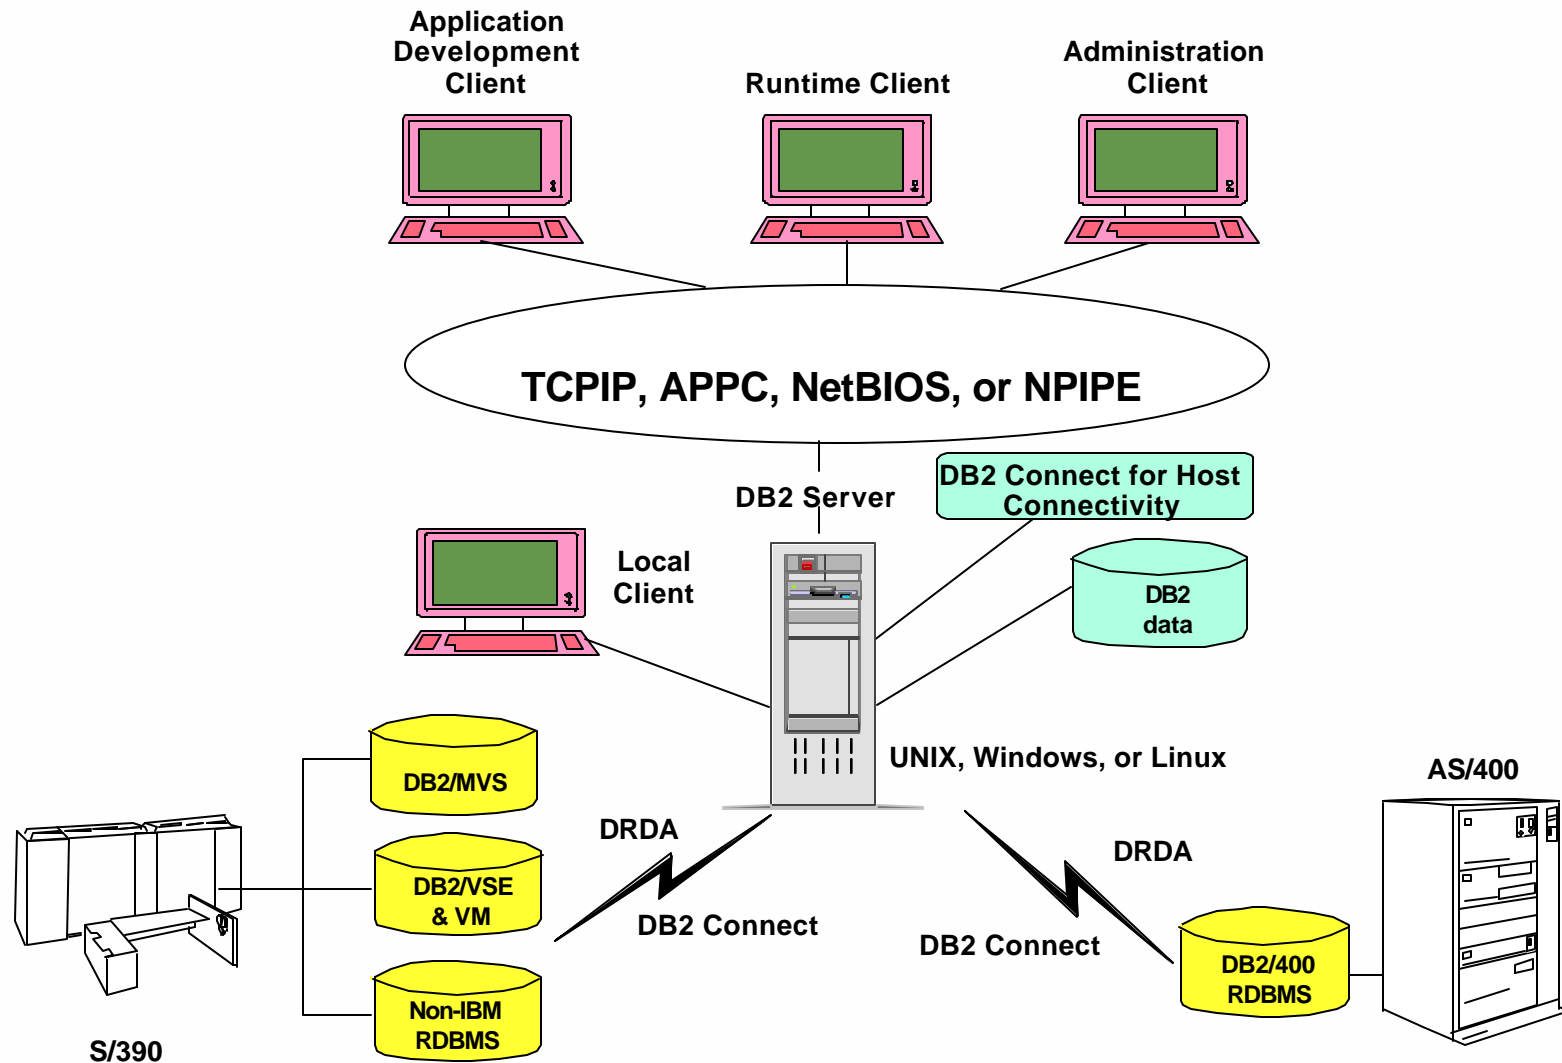 Application
Development
Client
Runtime Client
Administration
Client
TCPIP, APPC, NetBIOS, or NPIPE
DB2 Server
DB2 Connect for Host
Connectivity
Local
Client
DB2
data
UNIX, Windows, or Linux
AS/400
DB2/MVS
DRDA
DRDA
DB2/VSE
& VM
DB2 Connect
DB2 Connect
DB2/400
RDBMS
Non-IBM
RDBMS
S/390